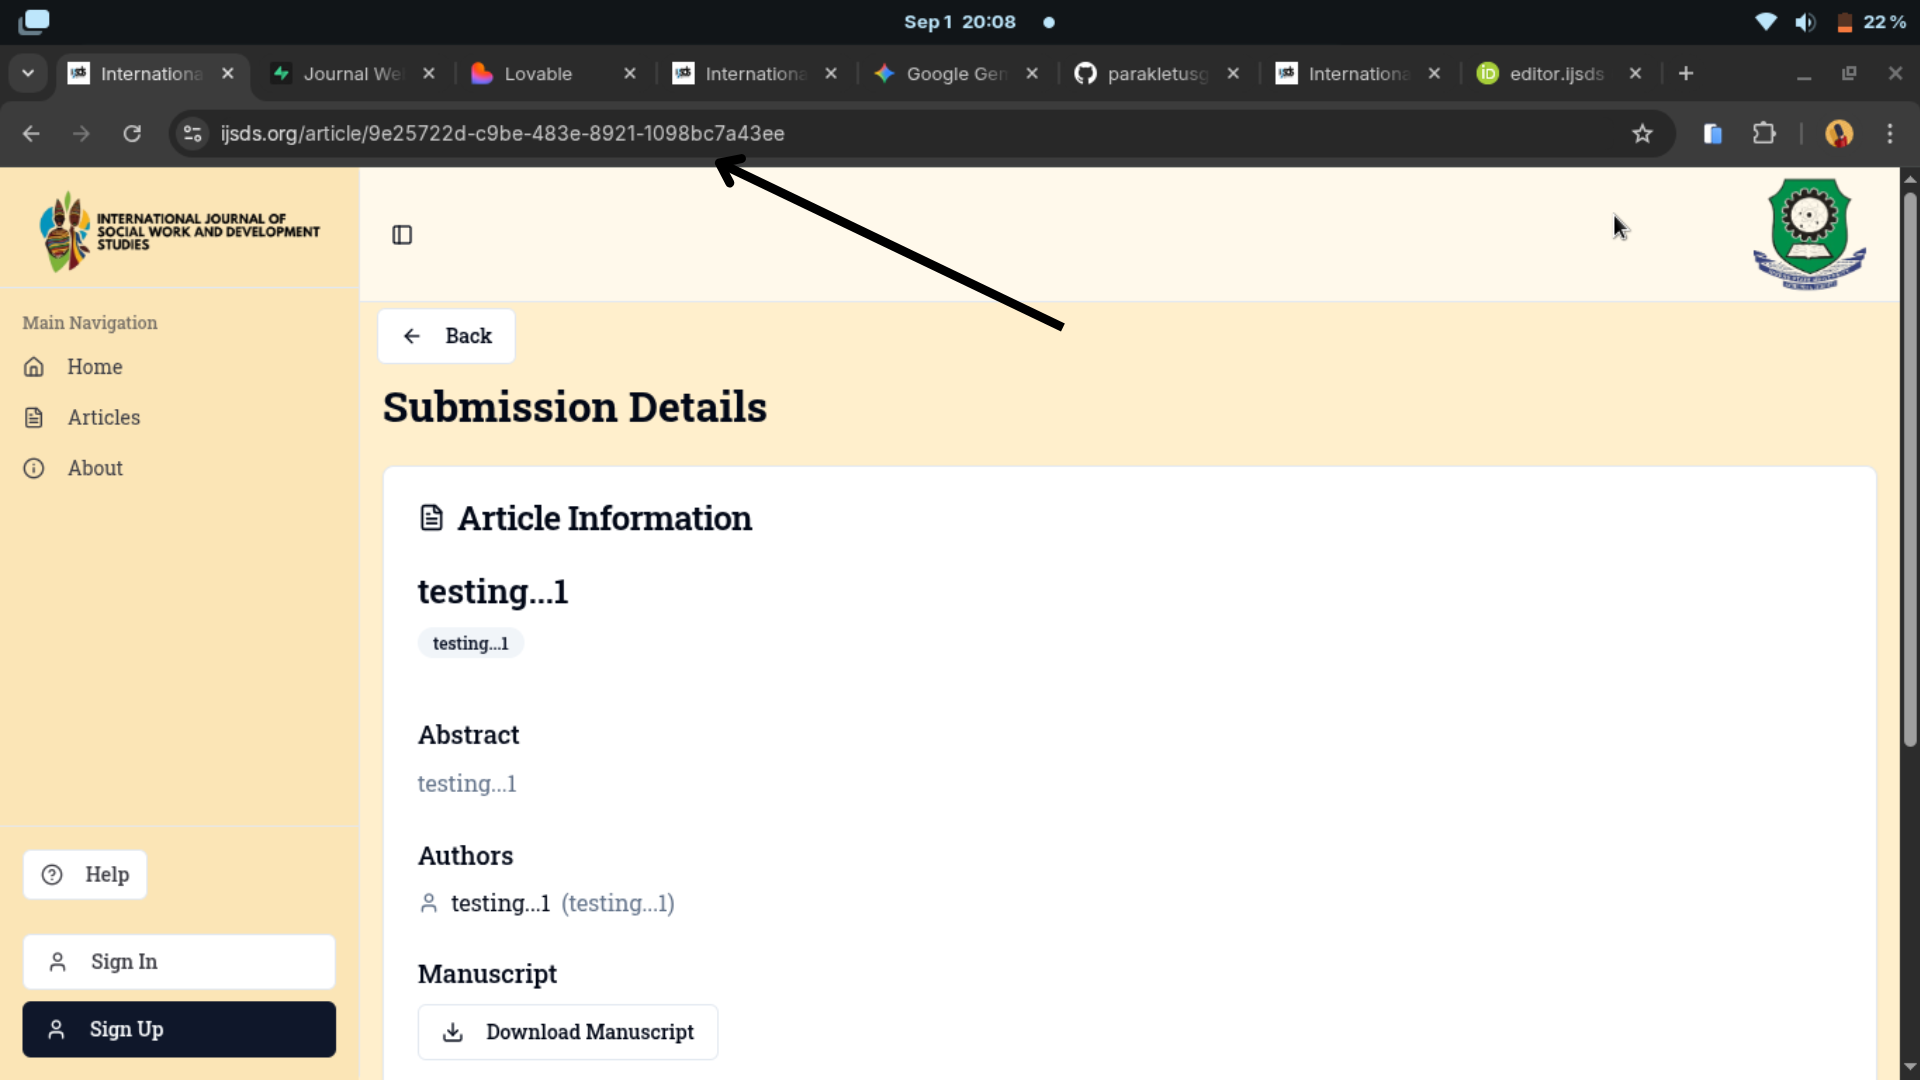 Sep 1 20:08
22 %
Internationa
Journal We
Lovable
Internationa
Google Gen
parakletusg
Internationa
editor.ijsds
ijsds.org/article/9e25722d-c9be-483e-8921-1098bc7a43ee
INTERNATIONAL JOURNAL OF
SOCIAL WORK AND DEVELOPMENT
STUDIES
Main Navigation
Home
Articles
About
Help
Sign In
Sign Up
Back
Submission Details
Article Information
testing...1
testing...1
Abstract
testing...1
Authors
testing...1 (testing...1)
Manuscript
Download Manuscript